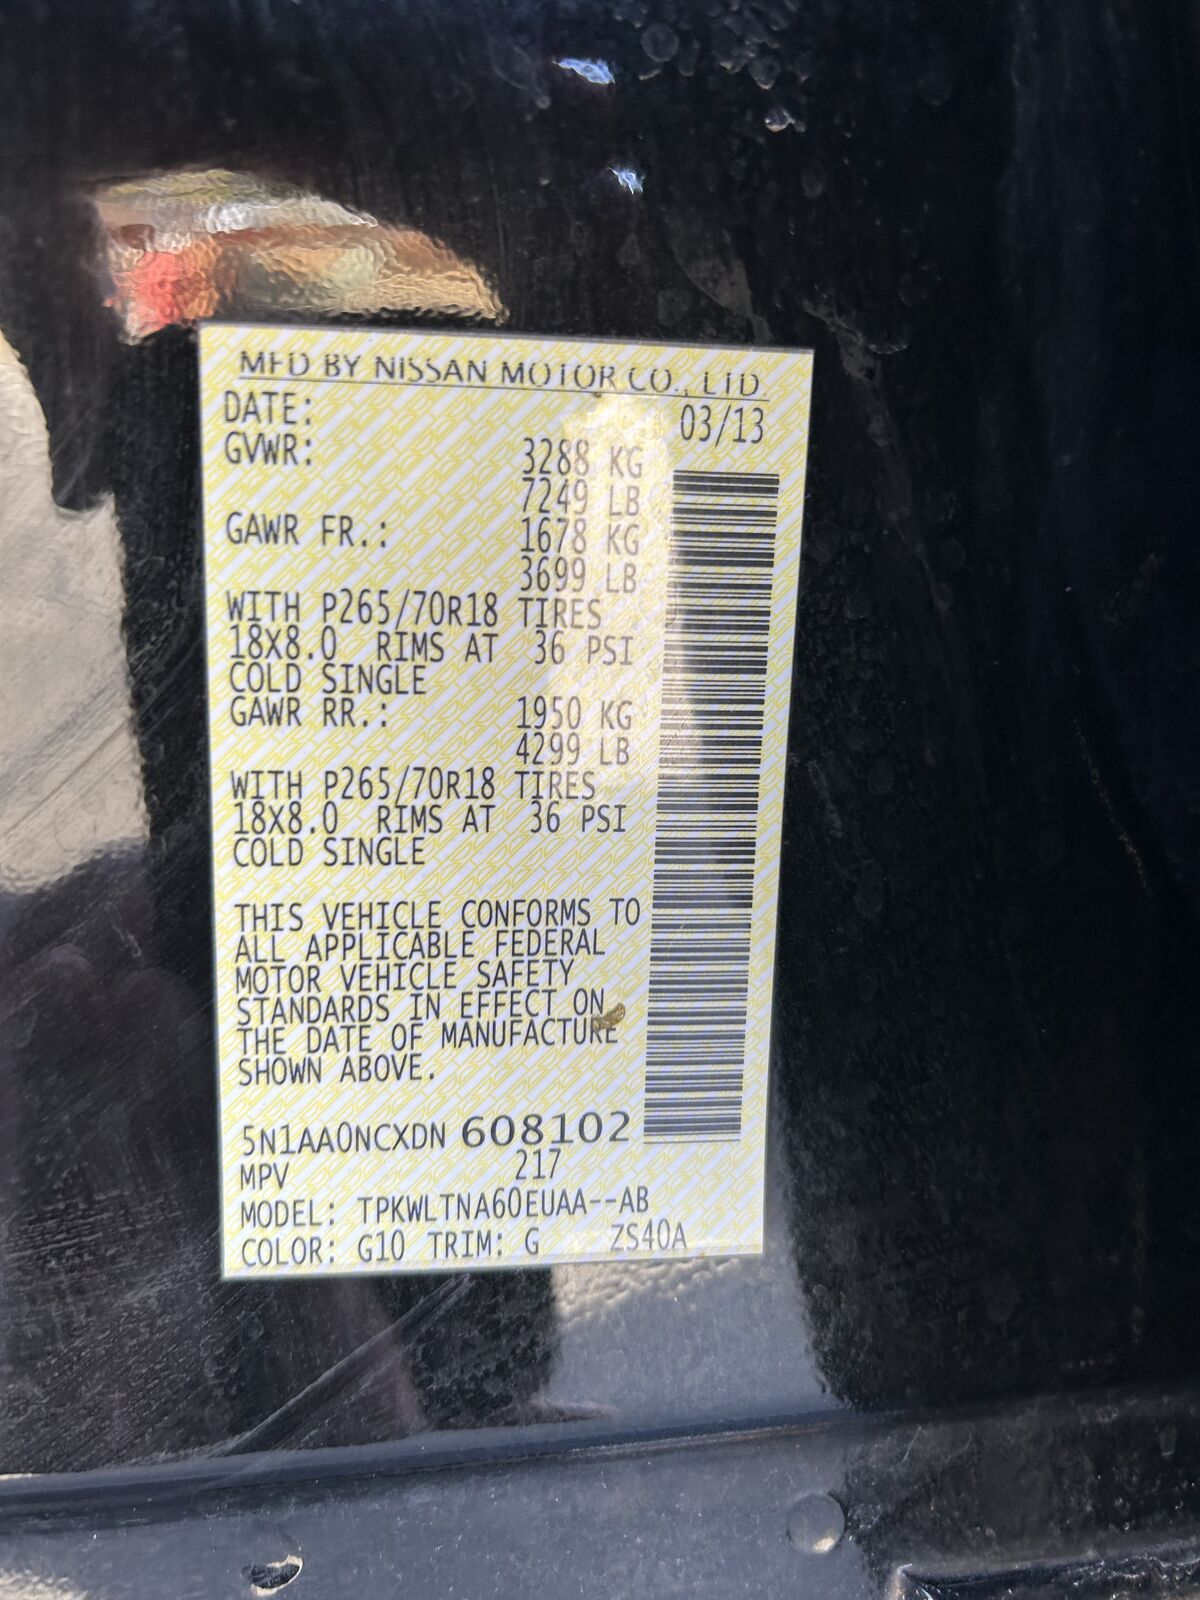 MFD BY NISSAN MOTOR CO., LTD.
DATE: 03/13
GVWR: 3288 KG
7249 LB
GAWR FR.: 1678 KG
3699 LB
WITH P265/70R18 TIRES
18X8.0 RIMS AT 36 PSI
COLD SINGLE
GAWR RR.: 1950 KG
4299 LB
WITH P265/70R18 TIRES
18X8.0 RIMS AT 36 PSI
COLD SINGLE
THIS VEHICLE CONFORMS TO
ALL APPLICABLE FEDERAL
MOTOR VEHICLE SAFETY
STANDARDS IN EFFECT ON
THE DATE OF MANUFACTURE
SHOWN ABOVE.
5N1AA0NCXDN 608102
MPV 217
MODEL: TPKWLTNA60EUAA--AB
COLOR: G10 TRIM: G ZS40A